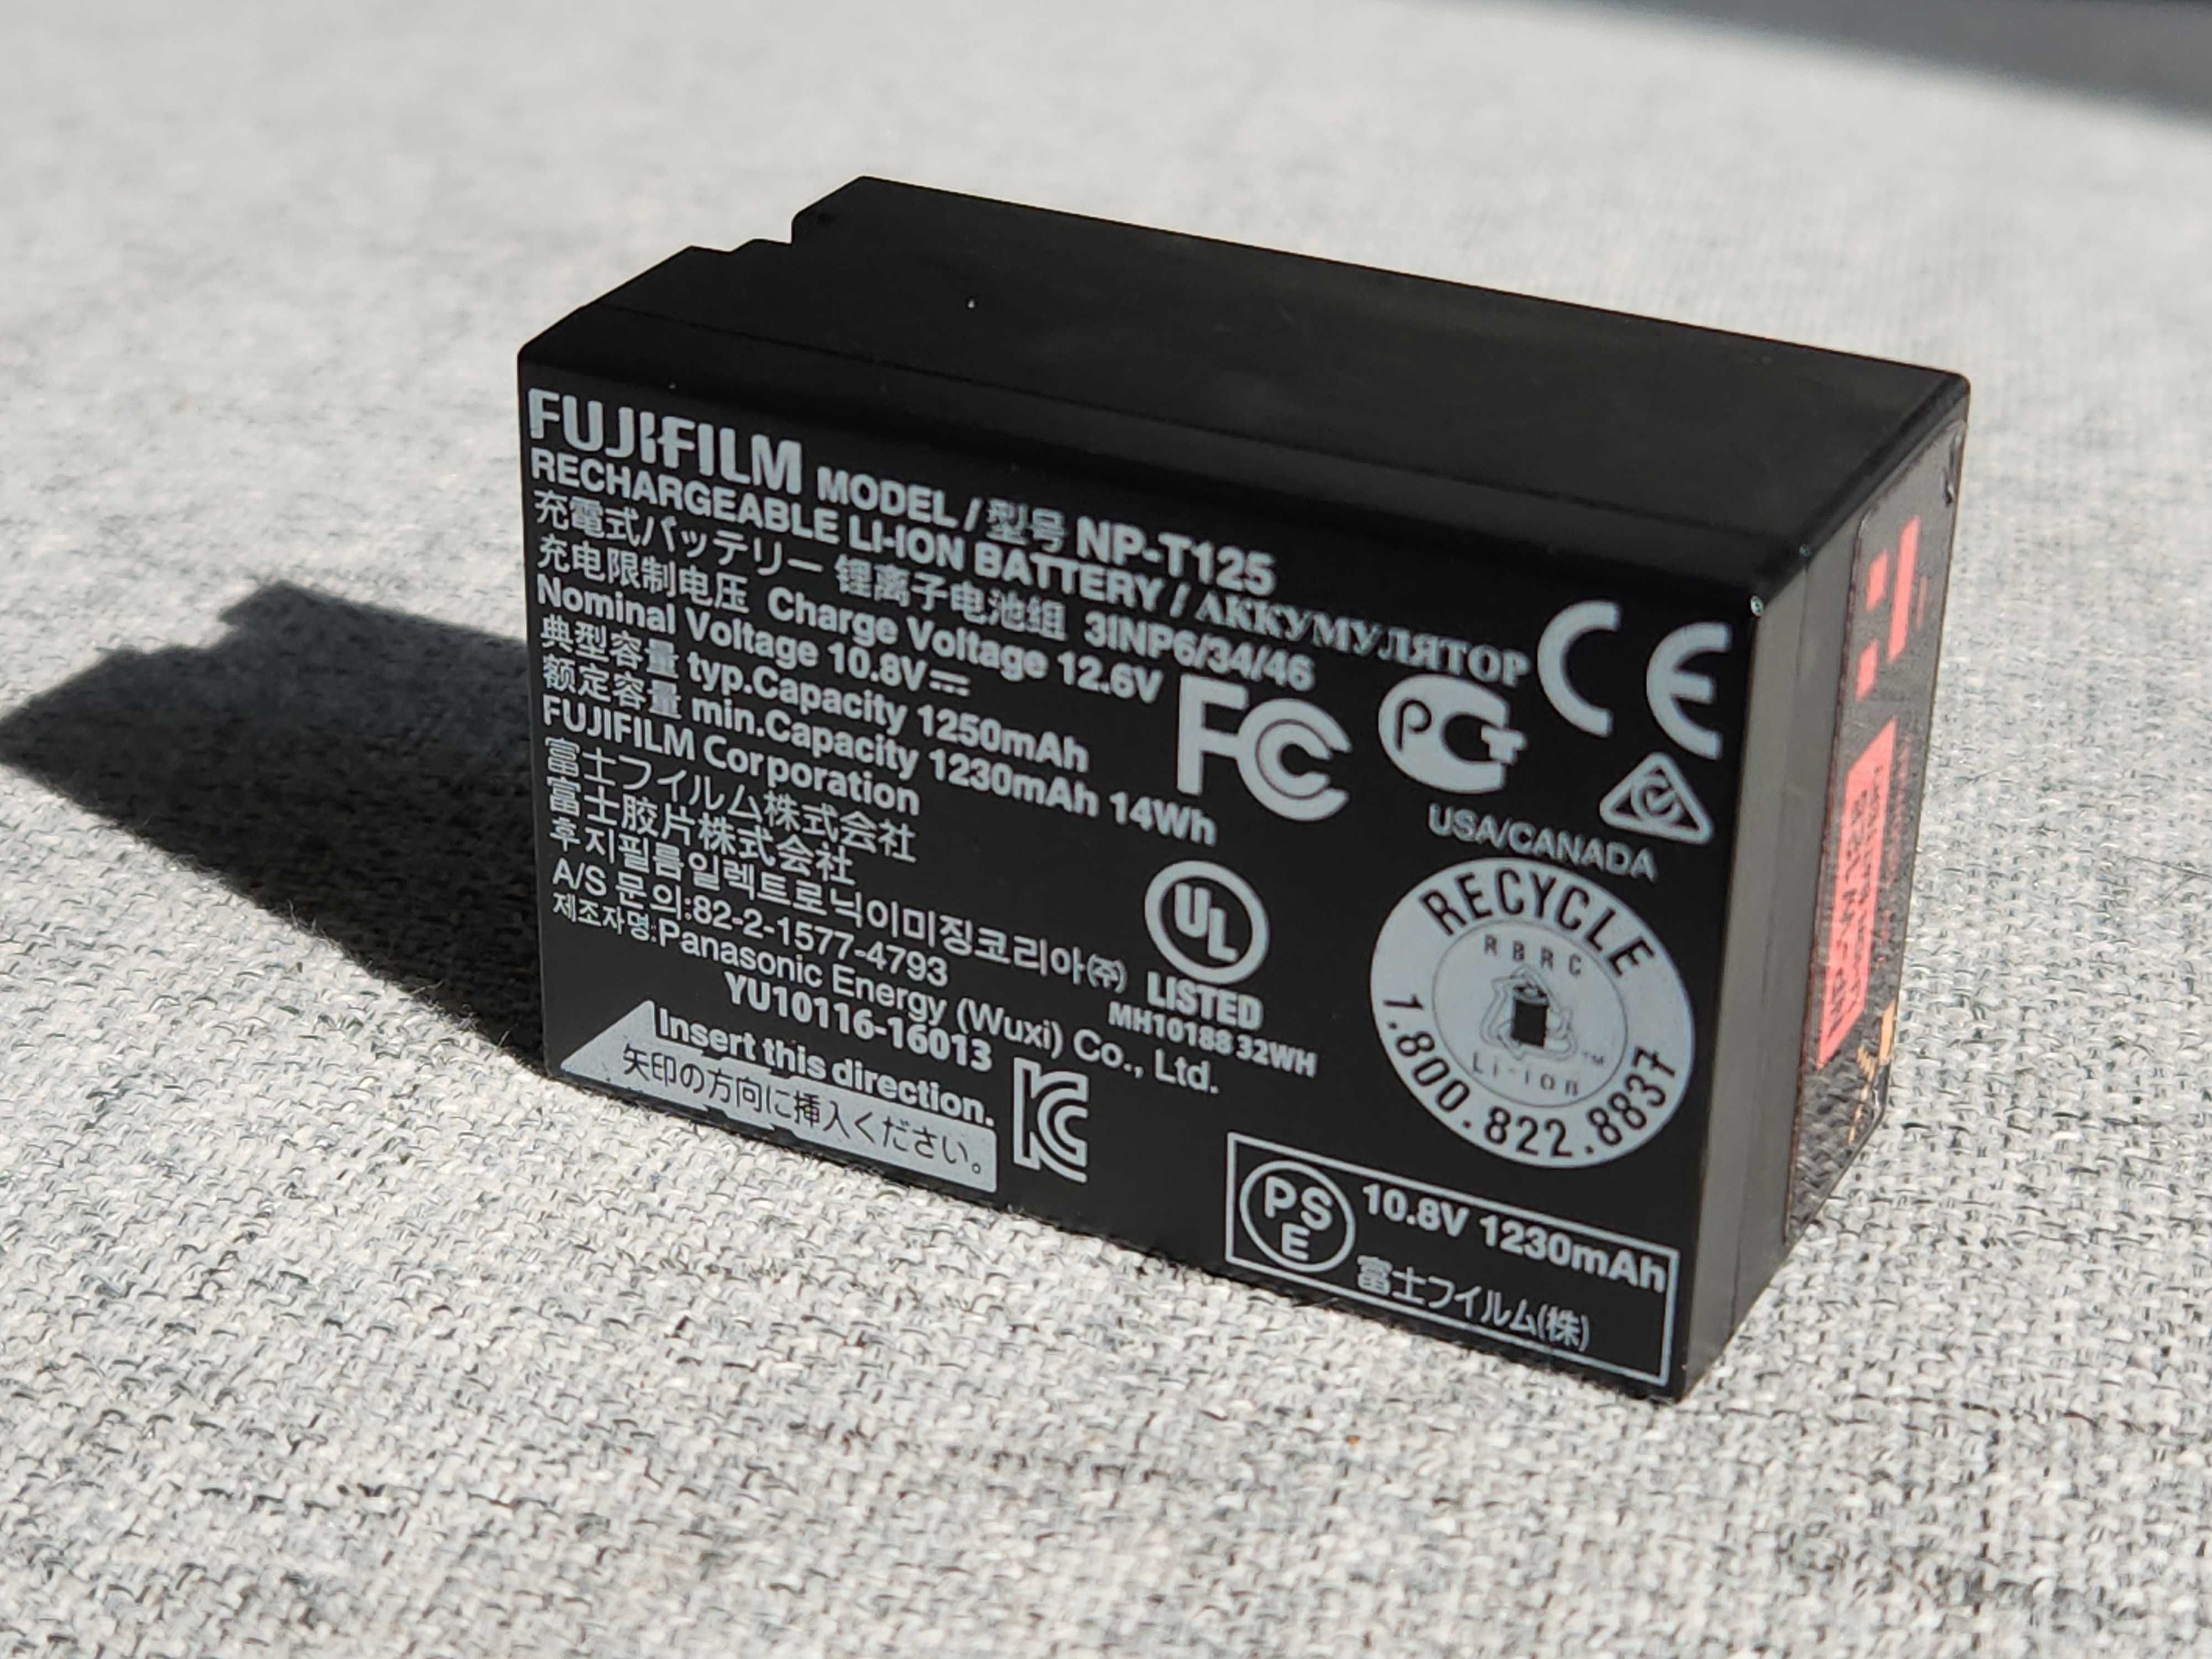 FUJIFILM MODEL / 型号 NP-T125
RECHARGEABLE LI-ION BATTERY / АККУМУЛЯТОР
充電式バッテリー 锂离子电池组 3INP6/34/46
充电限制电压 Charge Voltage 12.6V
Nominal Voltage 10.8V⎓
典型容量 typ.Capacity 1250mAh
额定容量 min.Capacity 1230mAh 14Wh
FUJIFILM Corporation
富士フイルム株式会社
富士胶片株式会社
후지필름일렉트로닉이미징코리아㈜
A/S 문의:82-2-1577-4793
제조자명:Panasonic Energy (Wuxi) Co., Ltd.
YU10116-16013
Insert this direction.
矢印の方向に挿入ください。
FC
PC
CE
USA/CANADA
UL
LISTED
MH10188 32WH
RECYCLE
RBRC
Li-ion
TM
1.800.822.8837
KC
PSE
10.8V 1230mAh
富士フイルム(株)